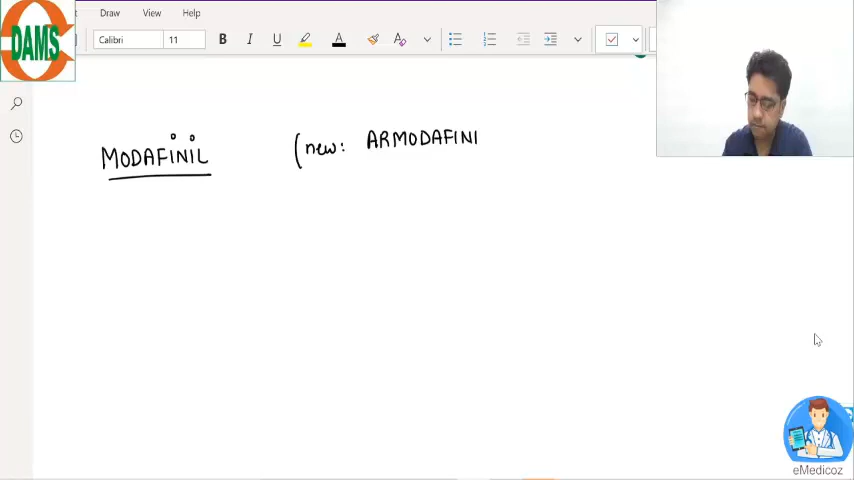 DAMS
Draw View Help
Calibri 11 B I U A A
MODAFINIL (new: ARMODAFINI
eMedicoz